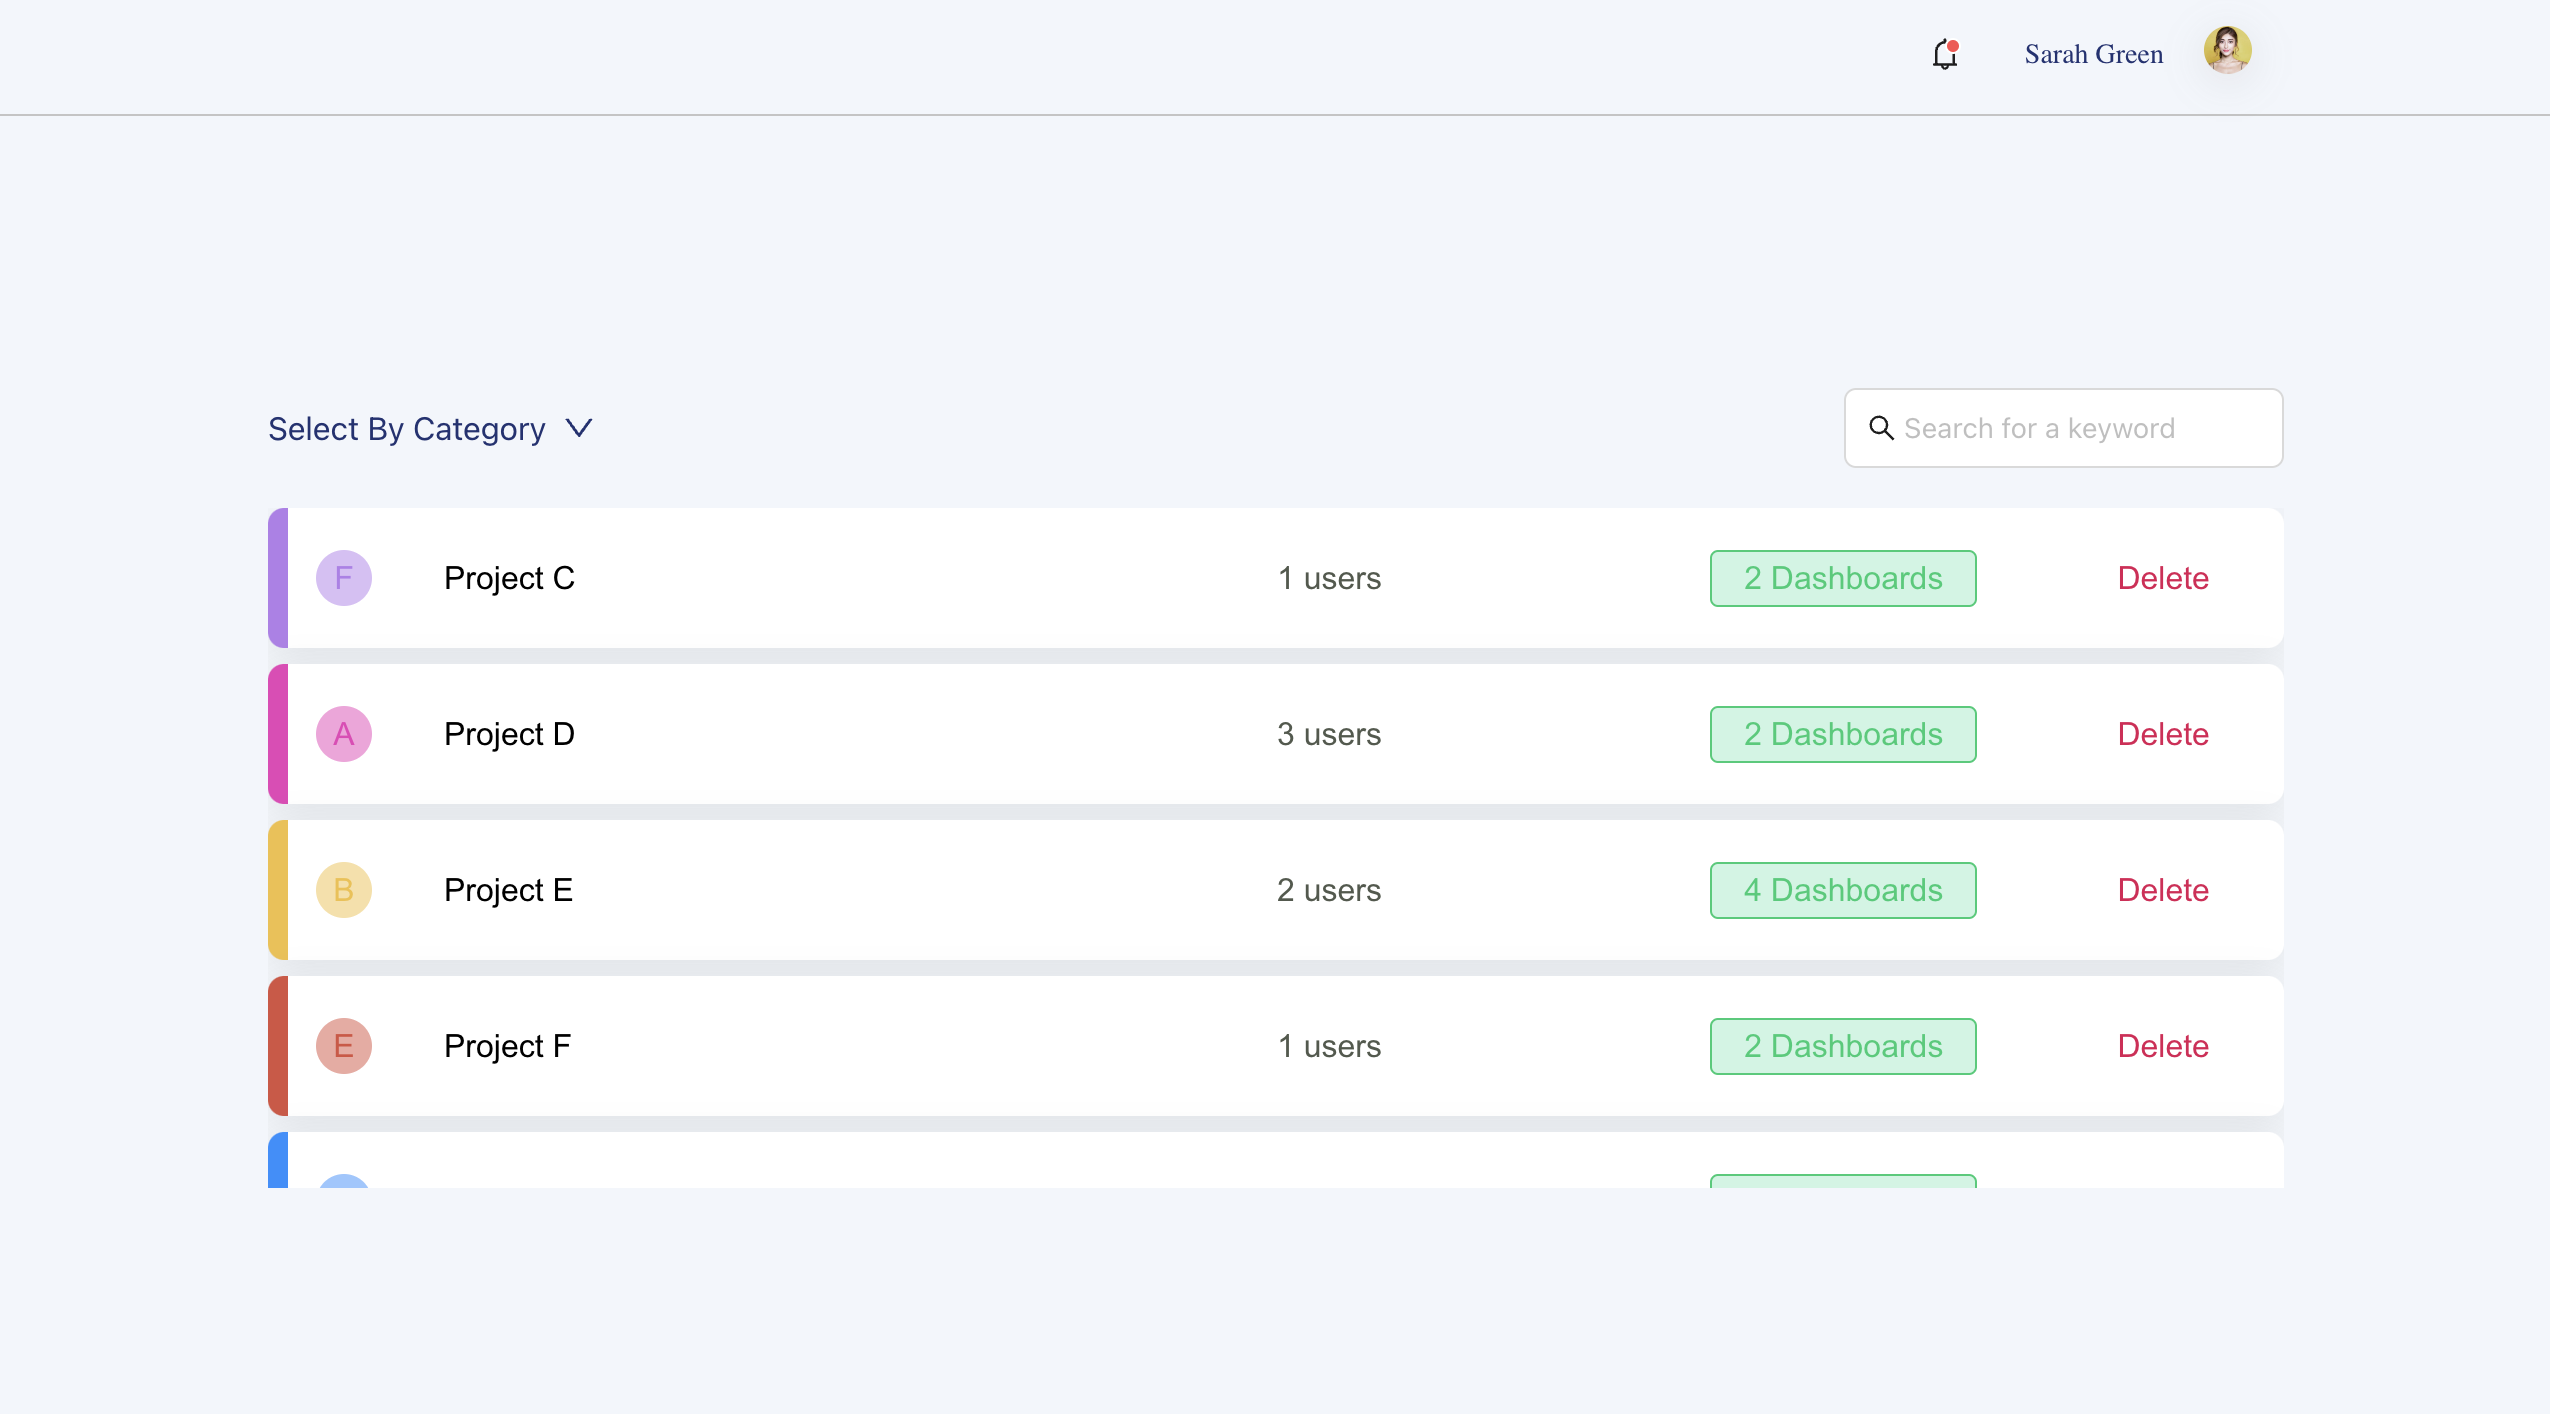 Sarah Green
Select By Category
Search for a keyword
F Project C 1 users 2 Dashboards Delete
A Project D 3 users 2 Dashboards Delete
B Project E 2 users 4 Dashboards Delete
E Project F 1 users 2 Dashboards Delete